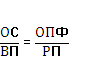 ОС = ОПФ
ВП РП